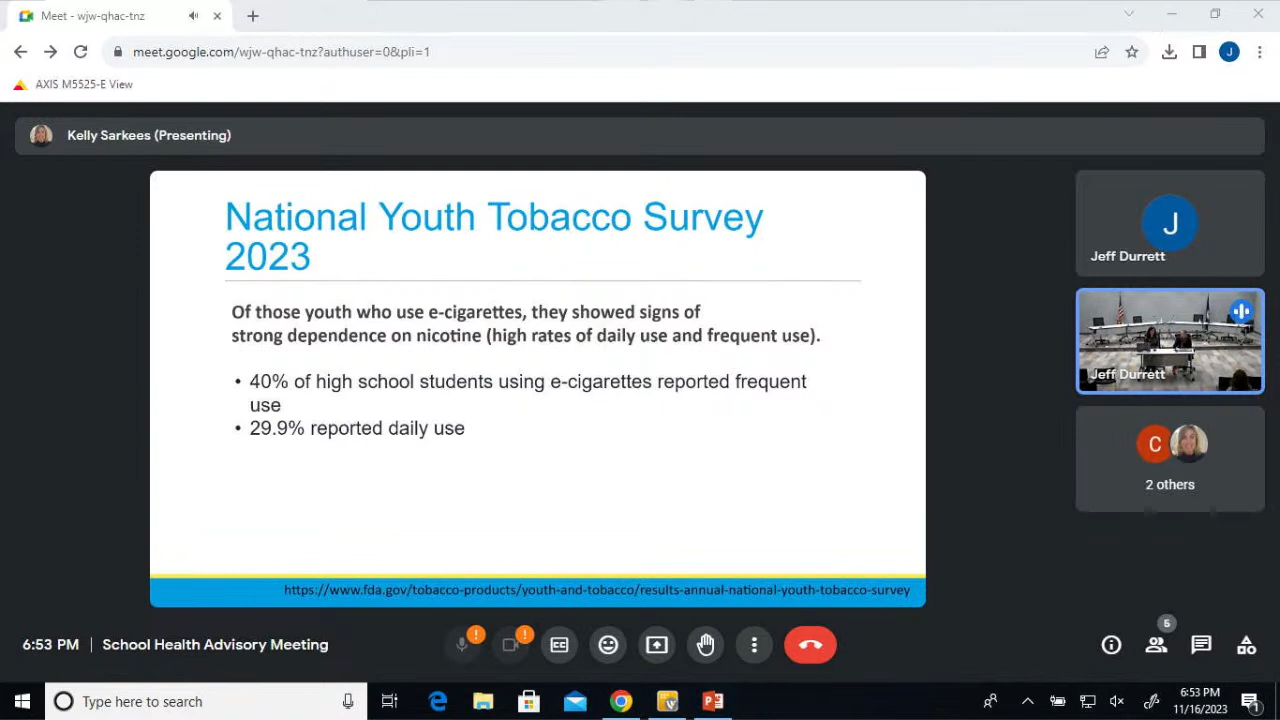 Meet - wjw-qhac-tnz
meet.google.com/wjw-qhac-tnz?authuser=0&pli=1
J
AXIS M5525-E View
Kelly Sarkees (Presenting)
National Youth Tobacco Survey
2023
Of those youth who use e-cigarettes, they showed signs of
strong dependence on nicotine (high rates of daily use and frequent use).
• 40% of high school students using e-cigarettes reported frequent
use
• 29.9% reported daily use
https://www.fda.gov/tobacco-products/youth-and-tobacco/results-annual-national-youth-tobacco-survey
J
Jeff Durrett
Jeff Durrett
C
2 others
6:53 PM | School Health Advisory Meeting
5
Type here to search
6:53 PM
11/16/2023
1